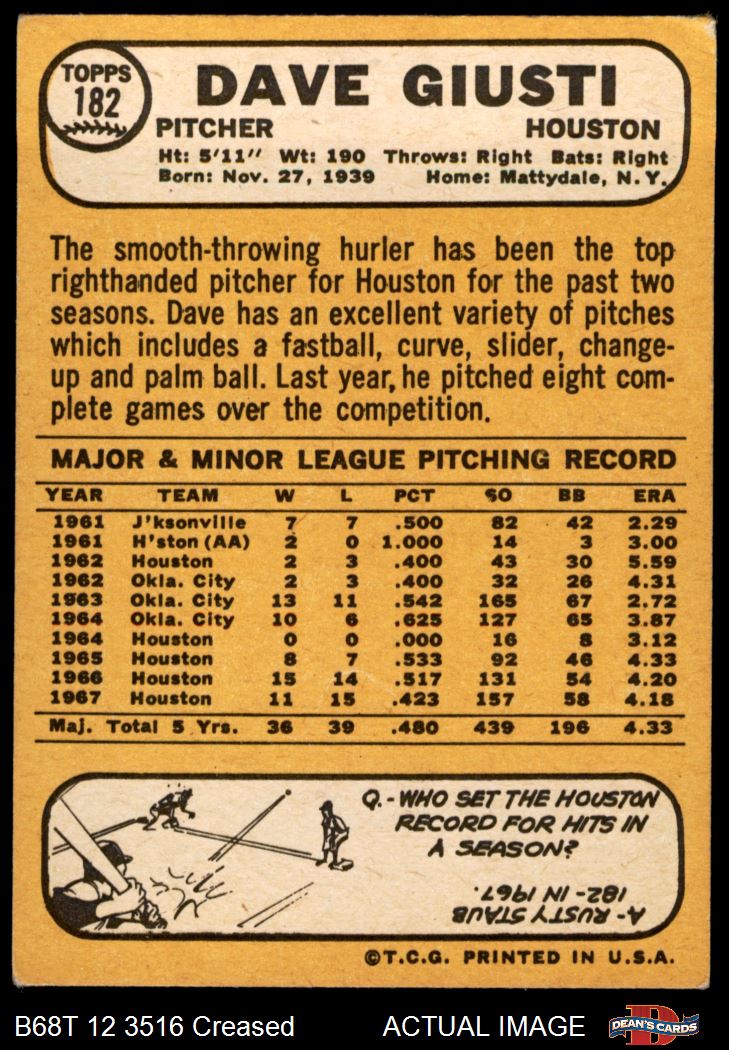 TOPPS
182
DAVE GIUSTI
PITCHER HOUSTON
Ht: 5'11" Wt: 190 Throws: Right Bats: Right
Born: Nov. 27, 1939 Home: Mattydale, N.Y.
The smooth-throwing hurler has been the top
righthanded pitcher for Houston for the past two
seasons. Dave has an excellent variety of pitches
which includes a fastball, curve, slider, change-
up and palm ball. Last year, he pitched eight com-
plete games over the competition.
MAJOR & MINOR LEAGUE PITCHING RECORD
YEAR TEAM W L PCT SO BB ERA
1961 J'ksonville 7 7 .500 82 42 2.29
1961 H'ston (AA) 2 0 1.000 14 3 3.00
1962 Houston 2 3 .400 43 30 5.59
1962 Okla. City 2 3 .400 32 26 4.31
1963 Okla. City 13 11 .542 165 67 2.72
1964 Okla. City 10 6 .625 127 65 3.87
1964 Houston 0 0 .000 16 8 3.12
1965 Houston 8 7 .533 92 46 4.33
1966 Houston 15 14 .517 131 54 4.20
1967 Houston 11 15 .423 157 58 4.18
Maj. Total 5 Yrs. 36 39 .480 439 196 4.33
Q.-WHO SET THE HOUSTON
RECORD FOR HITS IN
A SEASON?
A-RUSTY STAUB
182-IN 1967.
©T.C.G. PRINTED IN U.S.A.
B68T 12 3516 Creased ACTUAL IMAGE
DEAN'S CARDS